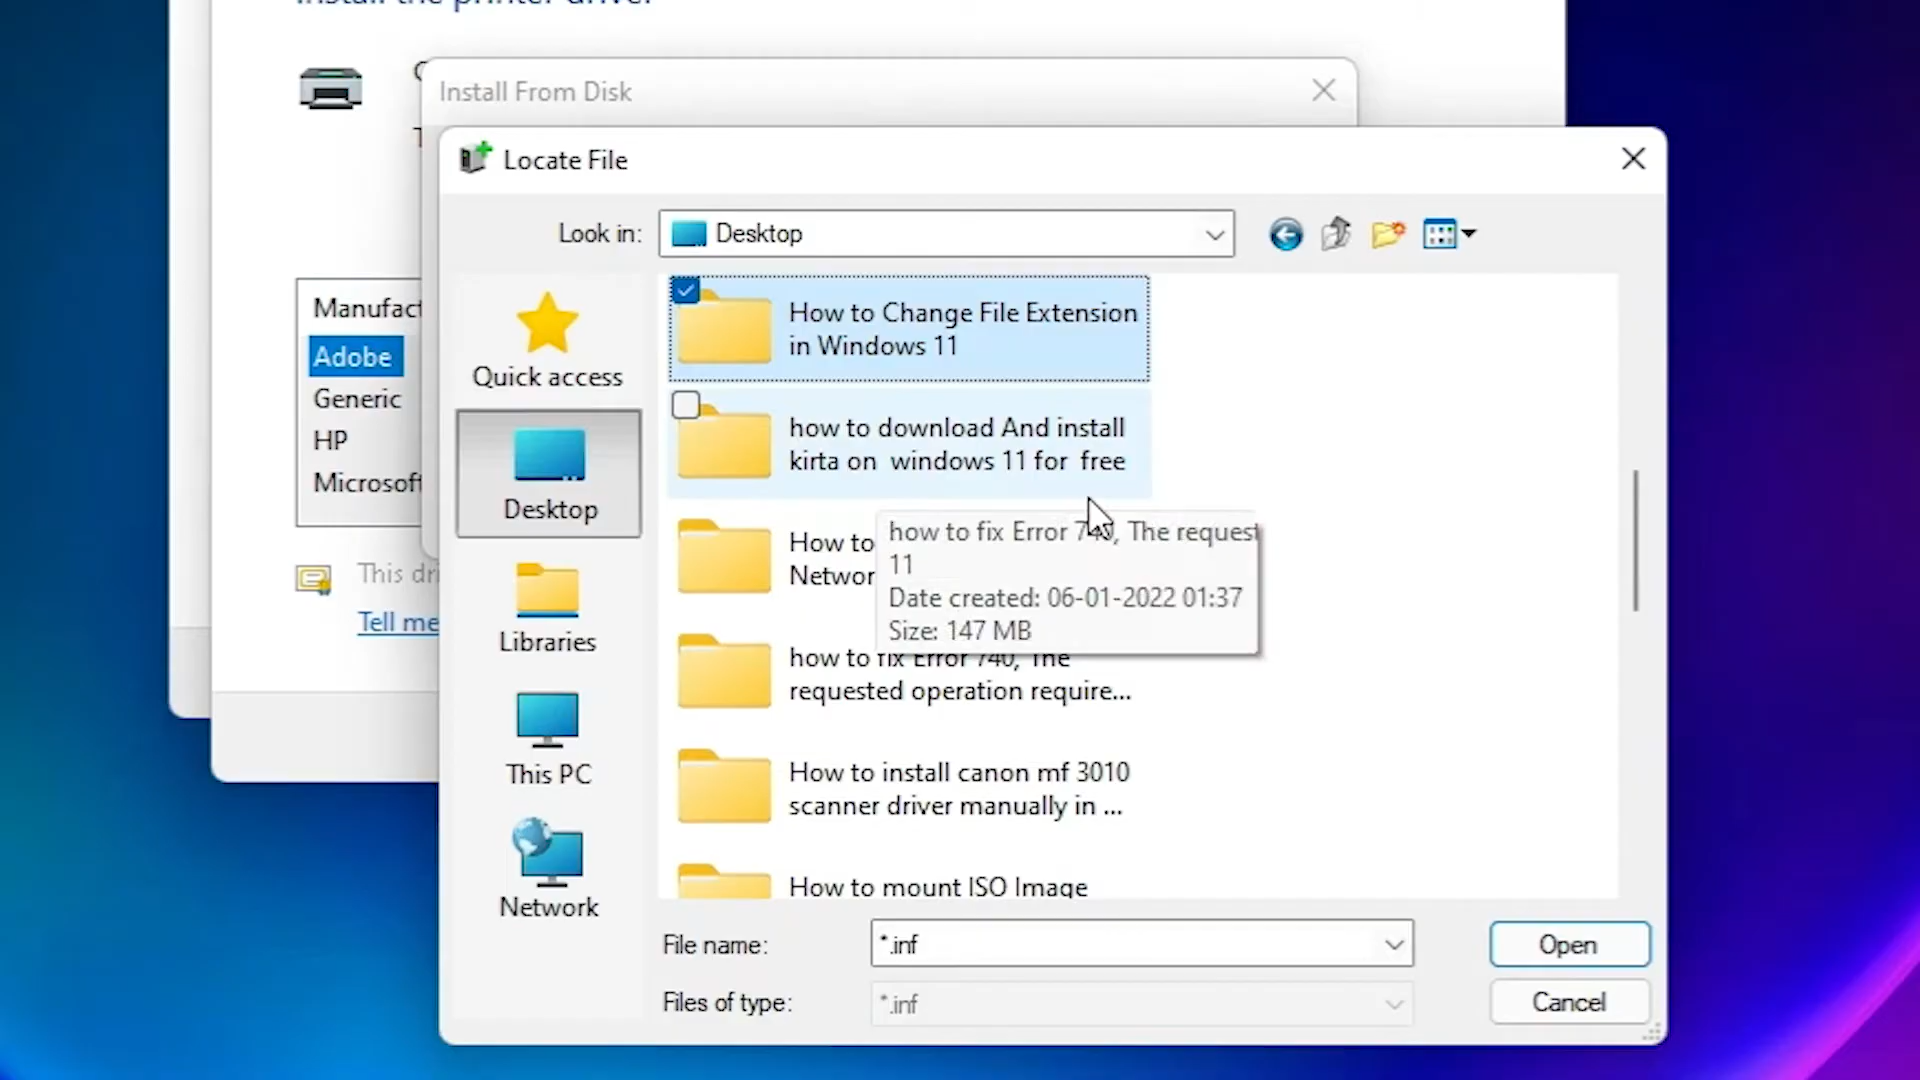 Install the printer driver
Install From Disk
Locate File
Look in:
Desktop
Manufact
Adobe
Generic
HP
Microsoft
This dri
Tell me
Quick access
Desktop
Libraries
This PC
Network
How to Change File Extension
in Windows 11
how to download And install
kirta on windows 11 for free
How to
Networ
how to fix Error 740, The request
11
Date created: 06-01-2022 01:37
Size: 147 MB
how to fix Error 740, The
requested operation require...
How to install canon mf 3010
scanner driver manually in ...
How to mount ISO Image
File name:
*.inf
Open
Files of type:
*.inf
Cancel